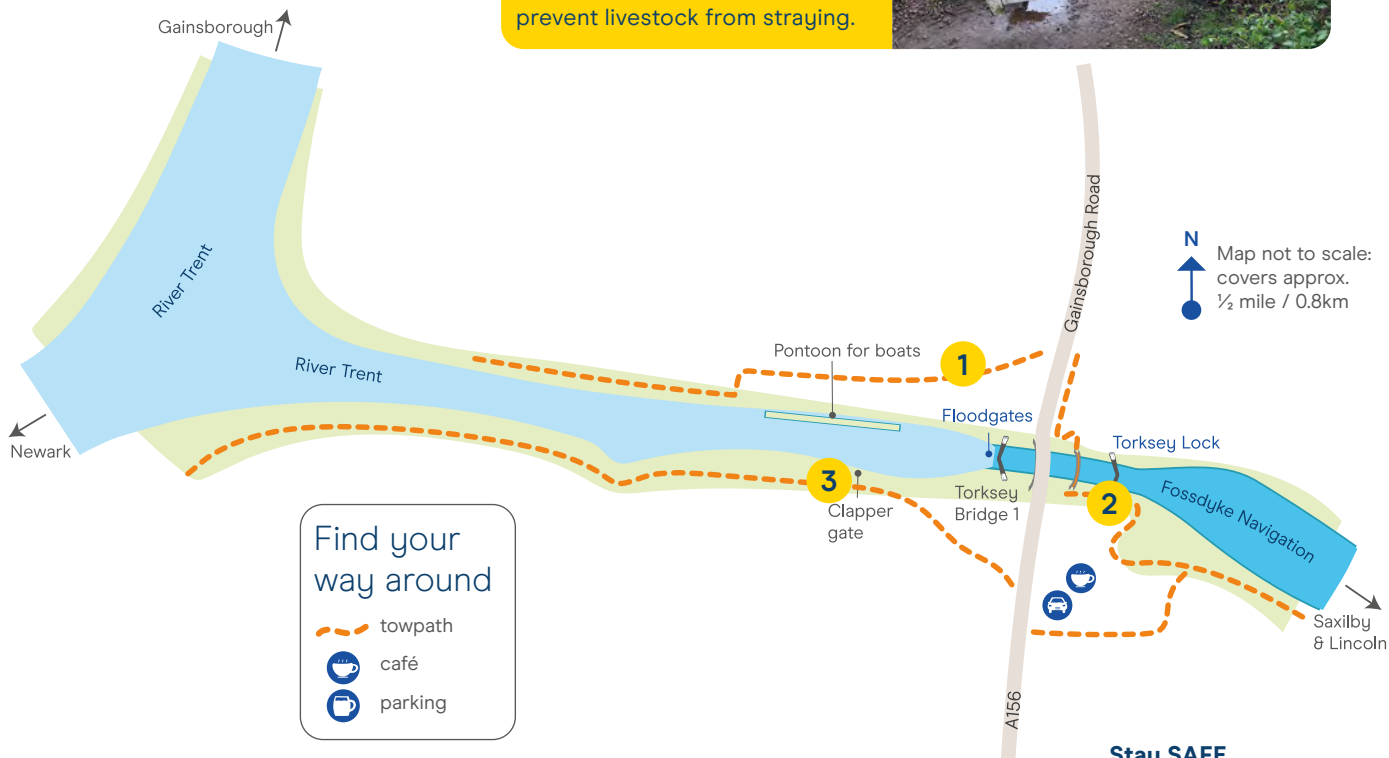 prevent livestock from straying.
Gainsborough
River Trent
River Trent
Newark
Pontoon for boats
1
Gainsborough Road
N
Map not to scale:
covers approx.
½ mile / 0.8km
Floodgates
Torksey Lock
3
Clapper
gate
Torksey
Bridge 1
2
Fossdyke Navigation
Saxilby
& Lincoln
A156
Find your
way around
towpath
café
parking
Stay SAFE